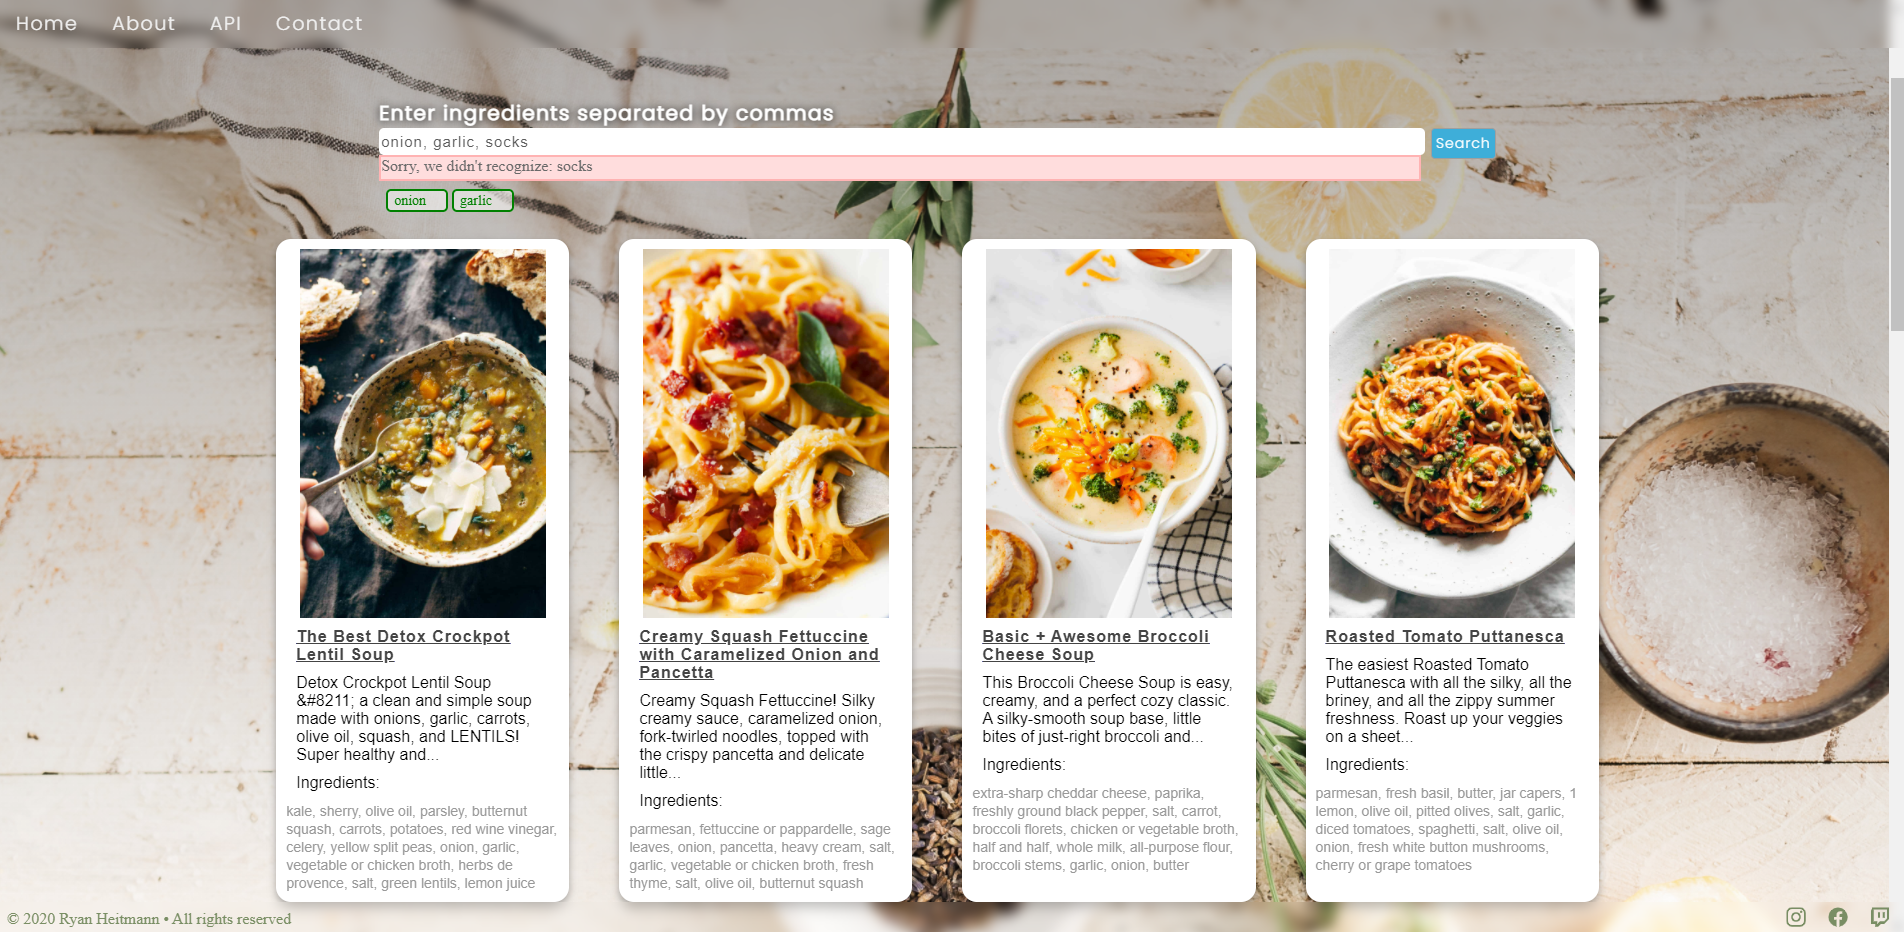 Home About API Contact
Enter ingredients separated by commas
onion, garlic, socks
Search
Sorry, we didn't recognize: socks
onion garlic
The Best Detox Crockpot
Lentil Soup
Detox Crockpot Lentil Soup
&#8211; a clean and simple soup
made with onions, garlic, carrots,
olive oil, squash, and LENTILS!
Super healthy and...
Ingredients:
kale, sherry, olive oil, parsley, butternut
squash, carrots, potatoes, red wine vinegar,
celery, yellow split peas, onion, garlic,
vegetable or chicken broth, herbs de
provence, salt, green lentils, lemon juice
Creamy Squash Fettuccine
with Caramelized Onion and
Pancetta
Creamy Squash Fettuccine! Silky
creamy sauce, caramelized onion,
fork-twirled noodles, topped with
the crispy pancetta and delicate
little...
Ingredients:
parmesan, fettuccine or pappardelle, sage
leaves, onion, pancetta, heavy cream, salt,
garlic, vegetable or chicken broth, fresh
thyme, salt, olive oil, butternut squash
Basic + Awesome Broccoli
Cheese Soup
This Broccoli Cheese Soup is easy,
creamy, and a perfect cozy classic.
A silky-smooth soup base, little
bites of just-right broccoli and...
Ingredients:
extra-sharp cheddar cheese, paprika,
freshly ground black pepper, salt, carrot,
broccoli florets, chicken or vegetable broth,
half and half, whole milk, all-purpose flour,
broccoli stems, garlic, onion, butter
Roasted Tomato Puttanesca
The easiest Roasted Tomato
Puttanesca with all the silky, all the
briney, and all the zippy summer
freshness. Roast up your veggies
on a sheet...
Ingredients:
parmesan, fresh basil, butter, jar capers, 1
lemon, olive oil, pitted olives, salt, garlic,
diced tomatoes, spaghetti, salt, olive oil,
onion, fresh white button mushrooms,
cherry or grape tomatoes
© 2020 Ryan Heitmann • All rights reserved